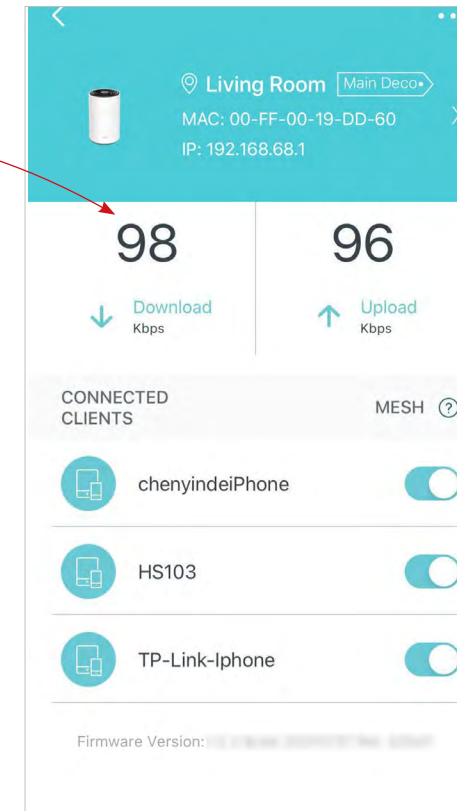 Living Room Main Deco
MAC: 00-FF-00-19-DD-60
IP: 192.168.68.1
98 96
Download Upload
Kbps Kbps
CONNECTED
CLIENTS
MESH ?
chenyindeiPhone
HS103
TP-Link-Iphone
Firmware Version: